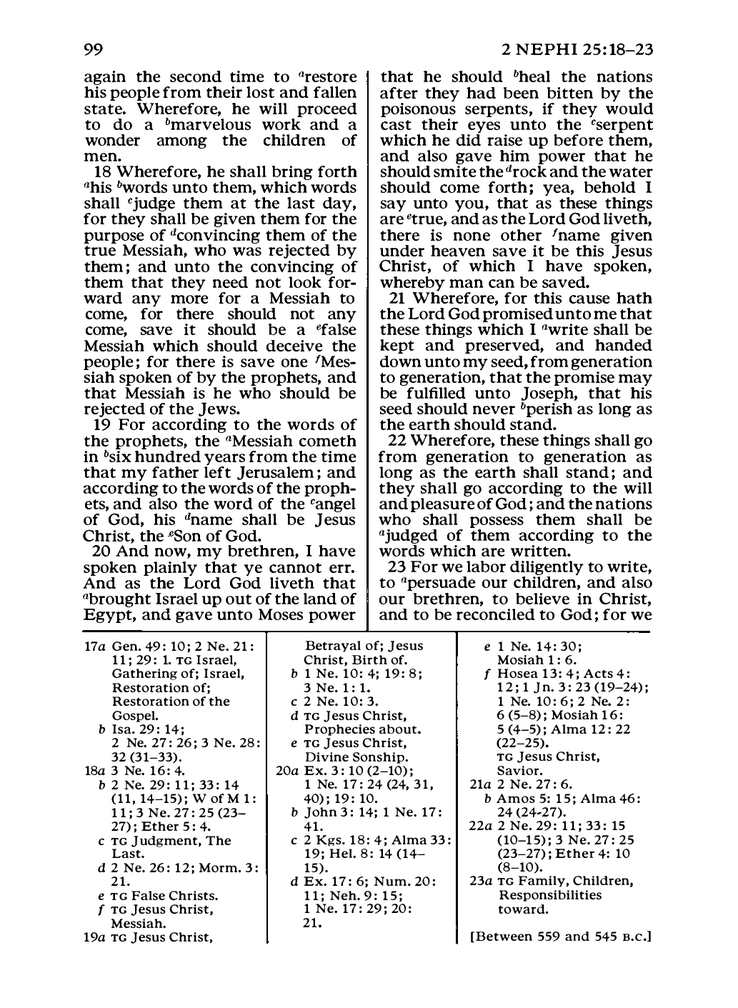 99
2 NEPHI 25:18–23
again the second time to ᵃrestore
his people from their lost and fallen
state. Wherefore, he will proceed
to do a ᵇmarvelous work and a
wonder among the children of
men.
18 Wherefore, he shall bring forth
ᵃhis ᵇwords unto them, which words
shall ᶜjudge them at the last day,
for they shall be given them for the
purpose of ᵈconvincing them of the
true Messiah, who was rejected by
them; and unto the convincing of
them that they need not look for-
ward any more for a Messiah to
come, for there should not any
come, save it should be a ᵉfalse
Messiah which should deceive the
people; for there is save one ᶠMes-
siah spoken of by the prophets, and
that Messiah is he who should be
rejected of the Jews.
19 For according to the words of
the prophets, the ᵃMessiah cometh
in ᵇsix hundred years from the time
that my father left Jerusalem; and
according to the words of the proph-
ets, and also the word of the ᶜangel
of God, his ᵈname shall be Jesus
Christ, the ᵉSon of God.
20 And now, my brethren, I have
spoken plainly that ye cannot err.
And as the Lord God liveth that
ᵃbrought Israel up out of the land of
Egypt, and gave unto Moses power
that he should ᵇheal the nations
after they had been bitten by the
poisonous serpents, if they would
cast their eyes unto the ᶜserpent
which he did raise up before them,
and also gave him power that he
should smite the ᵈrock and the water
should come forth; yea, behold I
say unto you, that as these things
are ᵉtrue, and as the Lord God liveth,
there is none other ᶠname given
under heaven save it be this Jesus
Christ, of which I have spoken,
whereby man can be saved.
21 Wherefore, for this cause hath
the Lord God promised unto me that
these things which I ᵃwrite shall be
kept and preserved, and handed
down unto my seed, from generation
to generation, that the promise may
be fulfilled unto Joseph, that his
seed should never ᵇperish as long as
the earth should stand.
22 Wherefore, these things shall go
from generation to generation as
long as the earth shall stand; and
they shall go according to the will
and pleasure of God; and the nations
who shall possess them shall be
ᵃjudged of them according to the
words which are written.
23 For we labor diligently to write,
to ᵃpersuade our children, and also
our brethren, to believe in Christ,
and to be reconciled to God; for we
17a Gen. 49: 10; 2 Ne. 21:
11; 29: 1. TG Israel,
Gathering of; Israel,
Restoration of;
Restoration of the
Gospel.
b Isa. 29: 14;
2 Ne. 27: 26; 3 Ne. 28:
32 (31–33).
18a 3 Ne. 16: 4.
b 2 Ne. 29: 11; 33: 14
(11, 14–15); W of M 1:
11; 3 Ne. 27: 25 (23–
27); Ether 5: 4.
c TG Judgment, The
Last.
d 2 Ne. 26: 12; Morm. 3:
21.
e TG False Christs.
f TG Jesus Christ,
Messiah.
19a TG Jesus Christ,
Betrayal of; Jesus
Christ, Birth of.
b 1 Ne. 10: 4; 19: 8;
3 Ne. 1: 1.
c 2 Ne. 10: 3.
d TG Jesus Christ,
Prophecies about.
e TG Jesus Christ,
Divine Sonship.
20a Ex. 3: 10 (2–10);
1 Ne. 17: 24 (24, 31,
40); 19: 10.
b John 3: 14; 1 Ne. 17:
41.
c 2 Kgs. 18: 4; Alma 33:
19; Hel. 8: 14 (14–
15).
d Ex. 17: 6; Num. 20:
11; Neh. 9: 15;
1 Ne. 17: 29; 20:
21.
e 1 Ne. 14: 30;
Mosiah 1: 6.
f Hosea 13: 4; Acts 4:
12; 1 Jn. 3: 23 (19–24);
1 Ne. 10: 6; 2 Ne. 2:
6 (5–8); Mosiah 16:
5 (4–5); Alma 12: 22
(22–25).
TG Jesus Christ,
Savior.
21a 2 Ne. 27: 6.
b Amos 5: 15; Alma 46:
24 (24-27).
22a 2 Ne. 29: 11; 33: 15
(10–15); 3 Ne. 27: 25
(23–27); Ether 4: 10
(8–10).
23a TG Family, Children,
Responsibilities
toward.
[Between 559 and 545 B.C.]